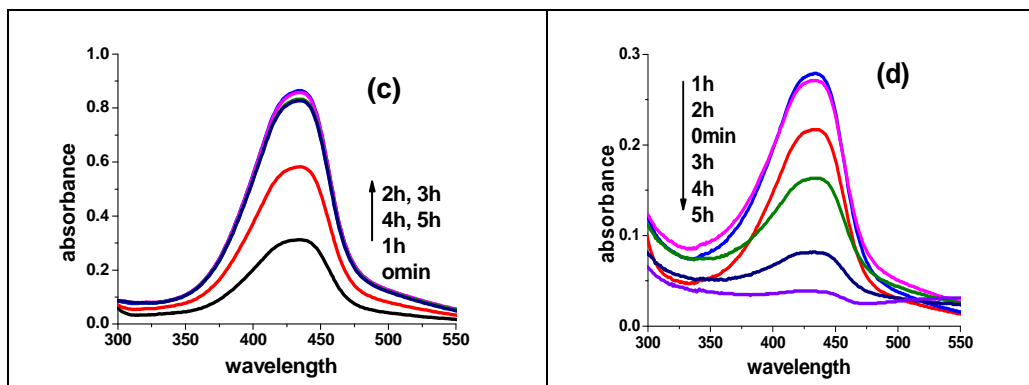 absorbance
1.0
0.8
0.6
0.4
0.2
0.0
(c)
2h, 3h
4h, 5h
1h
omin
300
350
400
450
500
550
wavelength
absorbance
0.3
0.2
0.1
0.0
(d)
1h
2h
0min
3h
4h
5h
300
350
400
450
500
550
wavelength